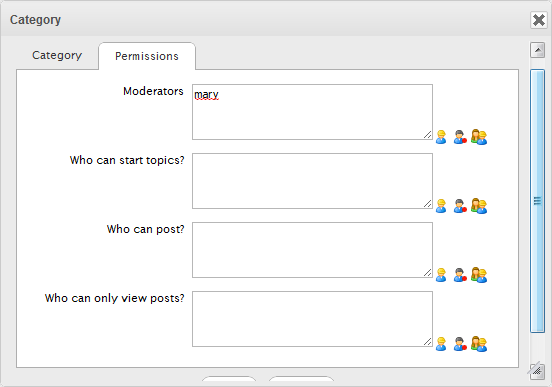 Category
Category Permissions
Moderators mary
Who can start topics?
Who can post?
Who can only view posts?